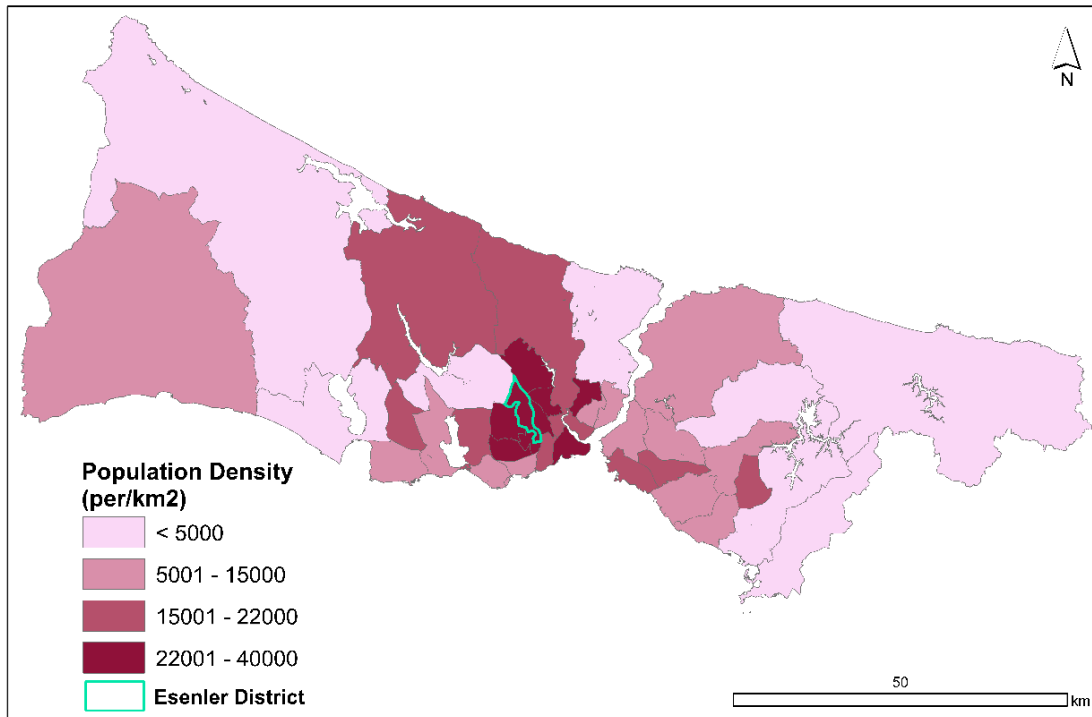 N
Population Density
(per/km2)
< 5000
5001 - 15000
15001 - 22000
22001 - 40000
Esenler District
50
km